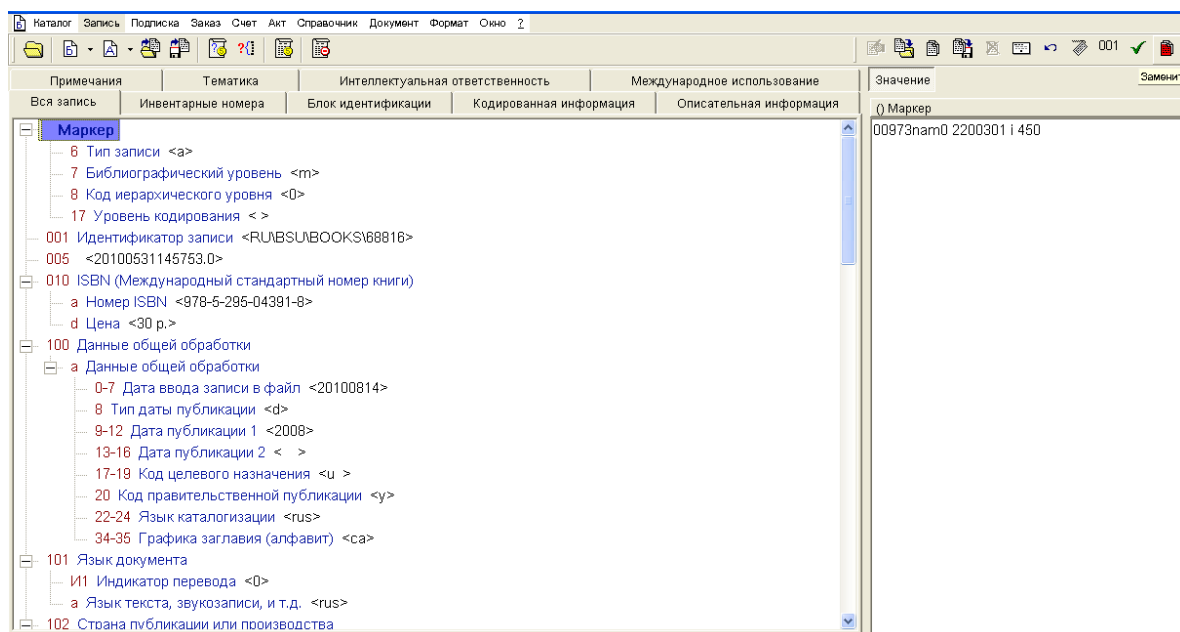 Каталог Запись Подписка Заказ Счет Акт Справочник Документ Формат Окно ?
Б А 001
Примечания Тематика Интеллектуальная ответственность Международное использование
Вся запись Инвентарные номера Блок идентификации Кодированная информация Описательная информация
Маркер
6 Тип записи <a>
7 Библиографический уровень <m>
8 Код иерархического уровня <0>
17 Уровень кодирования < >
001 Идентификатор записи <RU\BSU\BOOKS\68816>
005 <20100531145753.0>
010 ISBN (Международный стандартный номер книги)
a Номер ISBN <978-5-295-04391-8>
d Цена <30 р.>
100 Данные общей обработки
a Данные общей обработки
0-7 Дата ввода записи в файл <20100814>
8 Тип даты публикации <d>
9-12 Дата публикации 1 <2008>
13-16 Дата публикации 2 < >
17-19 Код целевого назначения <u >
20 Код правительственной публикации <y>
22-24 Язык каталогизации <rus>
34-35 Графика заглавия (алфавит) <ca>
101 Язык документа
И1 Индикатор перевода <0>
a Язык текста, звукозаписи, и т.д. <rus>
102 Страна публикации или производства
Значение
Заменит
() Маркер
00973nam0 2200301 i 450